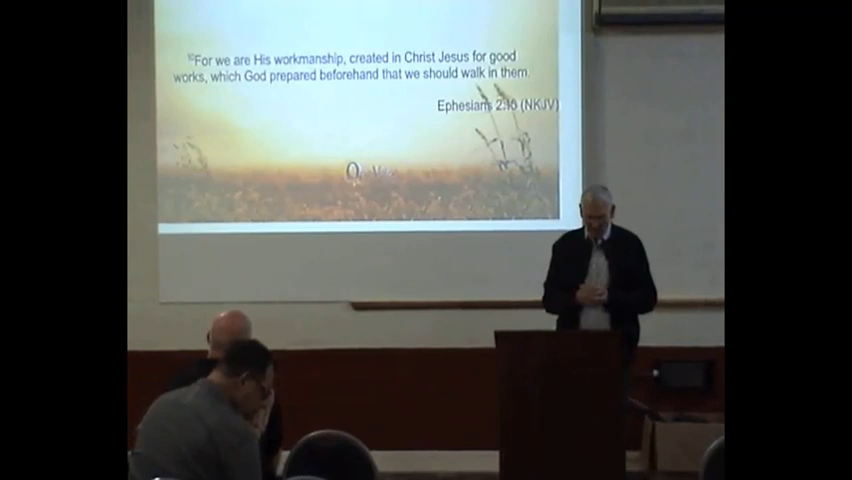 ¹⁰For we are His workmanship, created in Christ Jesus for good
works, which God prepared beforehand that we should walk in them.
Ephesians 2:10 (NKJV)